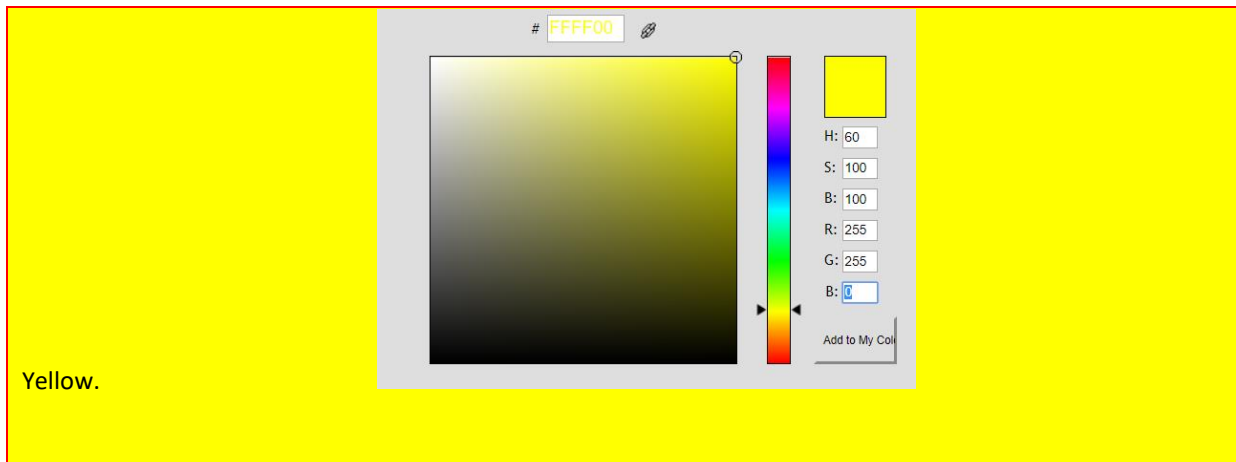 # FFFF00
H: 60
S: 100
B: 100
R: 255
G: 255
B: 0
Add to My Col
Yellow.